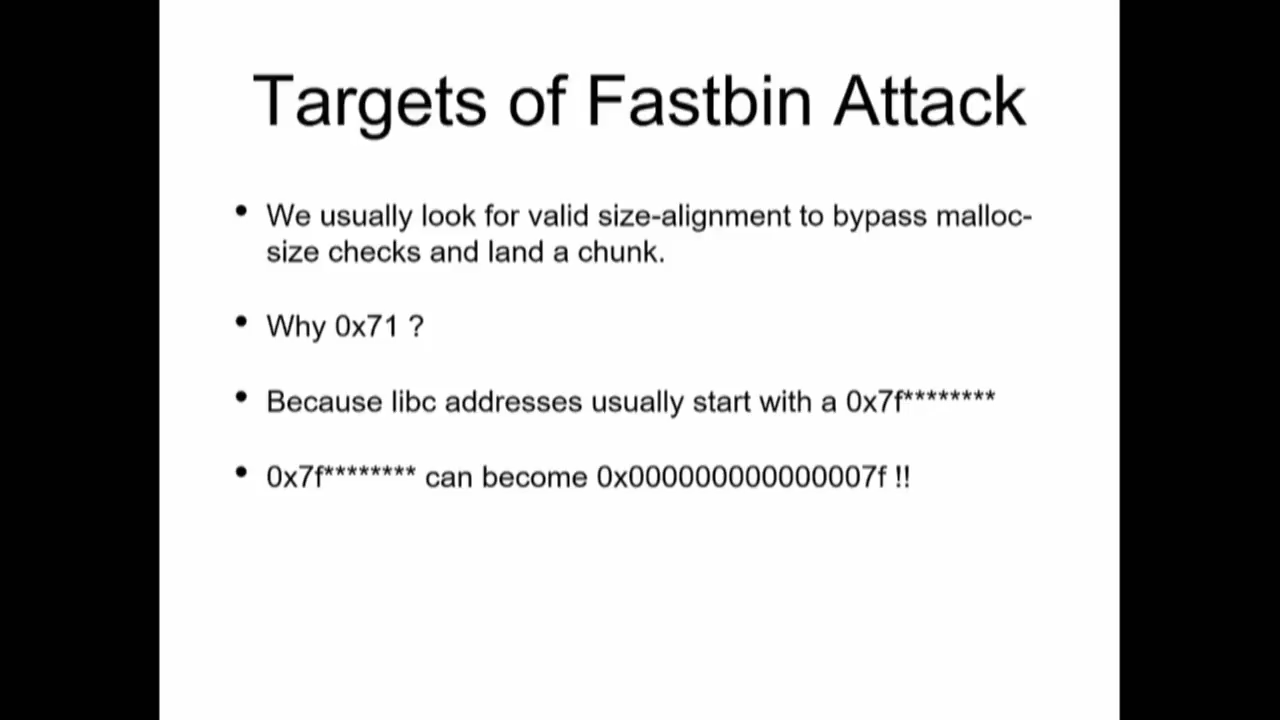 Targets of Fastbin Attack
• We usually look for valid size-alignment to bypass malloc-
size checks and land a chunk.
• Why 0x71 ?
• Because libc addresses usually start with a 0x7f********
• 0x7f******** can become 0x000000000000007f !!